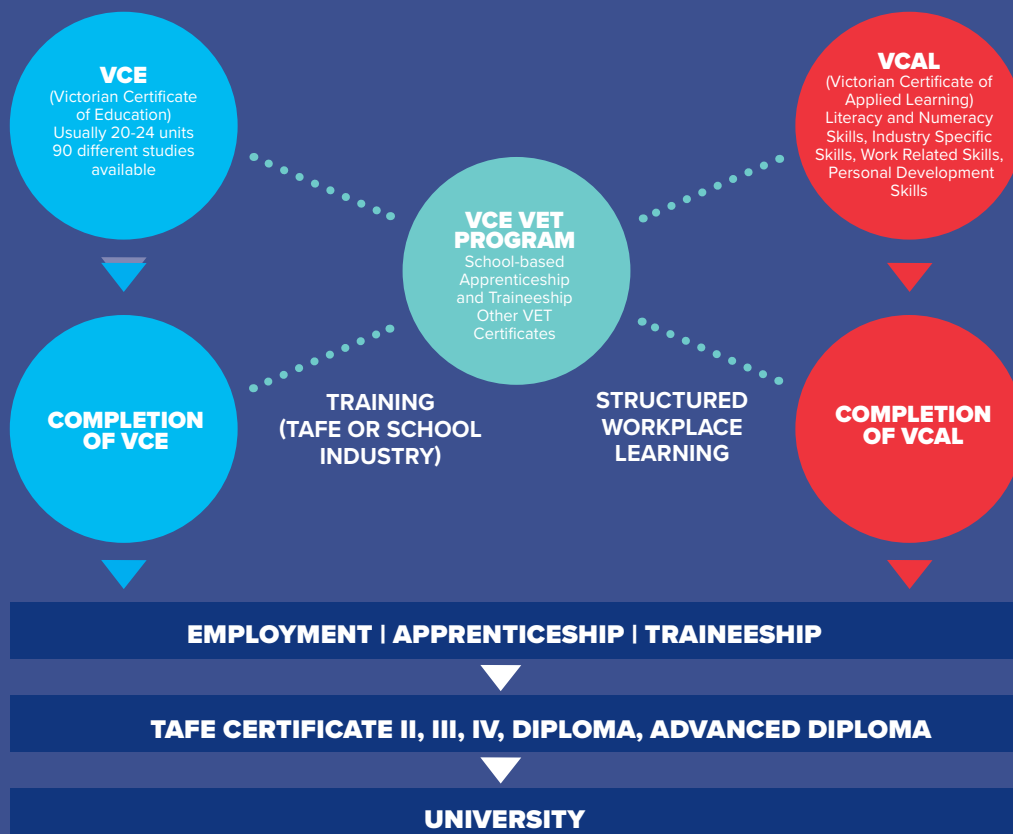 VCE
(Victorian Certificate
of Education)
Usually 20-24 units
90 different studies
available
VCAL
(Victorian Certificate of
Applied Learning)
Literacy and Numeracy
Skills, Industry Specific
Skills, Work Related Skills,
Personal Development
Skills
VCE VET
PROGRAM
School-based
Apprenticeship
and Traineeship
Other VET
Certificates
COMPLETION
OF VCE
TRAINING
(TAFE OR SCHOOL
INDUSTRY)
STRUCTURED
WORKPLACE
LEARNING
COMPLETION
OF VCAL
EMPLOYMENT | APPRENTICESHIP | TRAINEESHIP
TAFE CERTIFICATE II, III, IV, DIPLOMA, ADVANCED DIPLOMA
UNIVERSITY